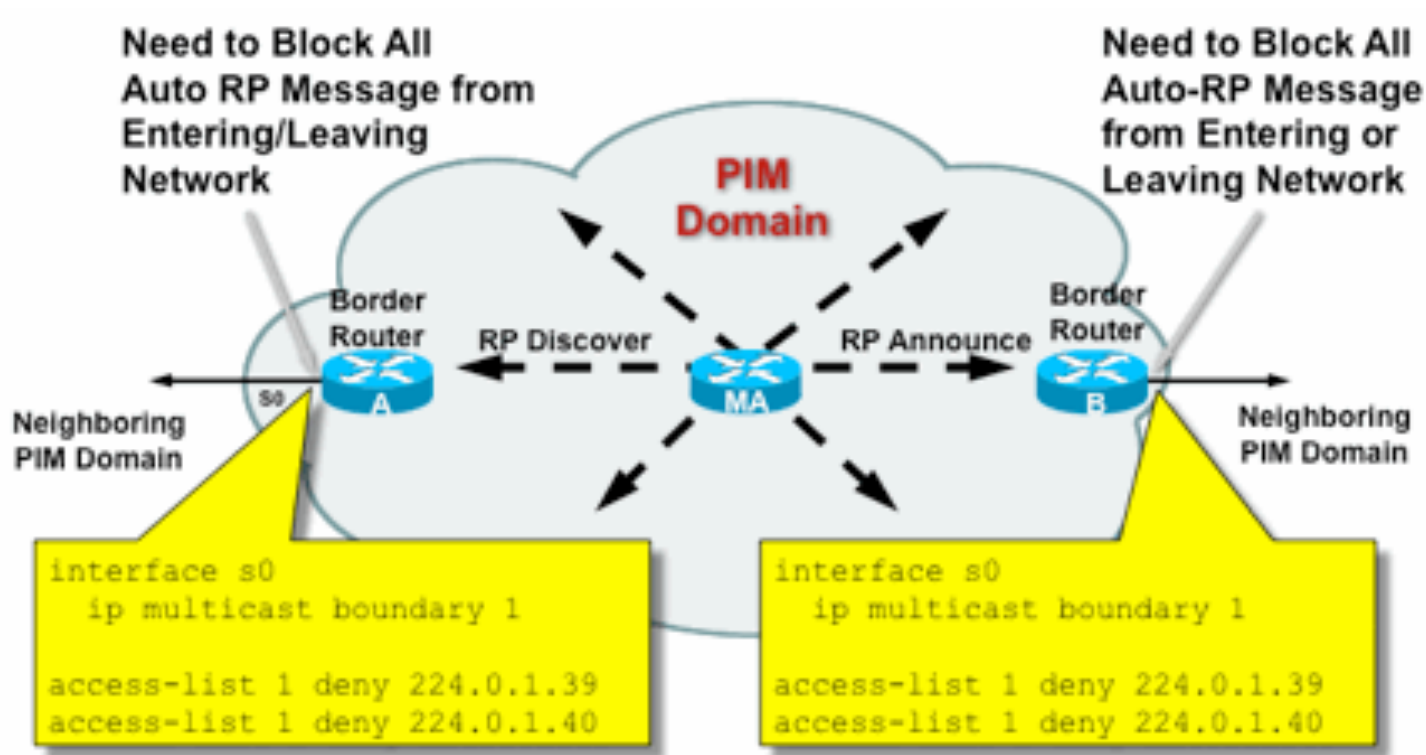 Need to Block All
Auto RP Message from
Entering/Leaving
Network
Need to Block All
Auto-RP Message
from Entering or
Leaving Network
PIM
Domain
Border
Router
RP Discover
RP Announce
Border
Router
A
MA
B
s0
Neighboring
PIM Domain
Neighboring
PIM Domain
interface s0
ip multicast boundary 1
access-list 1 deny 224.0.1.39
access-list 1 deny 224.0.1.40
interface s0
ip multicast boundary 1
access-list 1 deny 224.0.1.39
access-list 1 deny 224.0.1.40